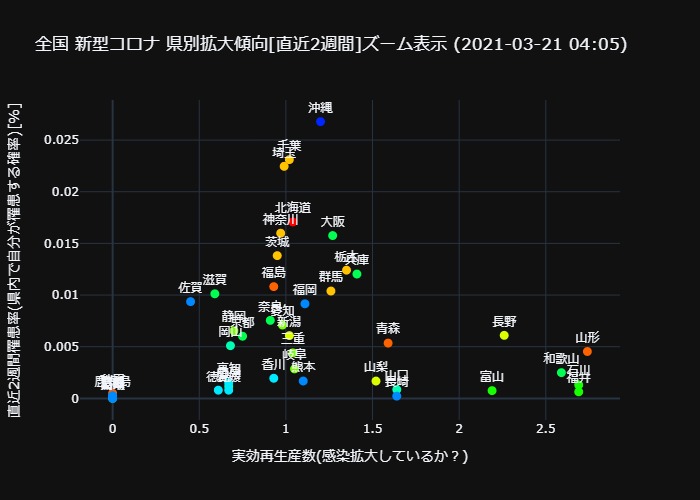 全国 新型コロナ 県別拡大傾向[直近2週間]ズーム表示 (2021-03-21 04:05)
直近2週間罹患率(県内で自分が罹患する確率)[%]
0.025
0.02
0.015
0.01
0.005
0
沖縄
千葉
埼玉
北海道
神奈川
大阪
茨城
栃木
兵庫
福島
群馬
滋賀
佐賀
福岡
奈良
愛知
静岡
京都
新潟
岡山
三重
岐阜
青森
長野
山形
和歌山
石川
福井
富山
香川
熊本
山梨
山口
長崎
高知
0
0.5
1
1.5
2
2.5
実効再生産数(感染拡大しているか？)